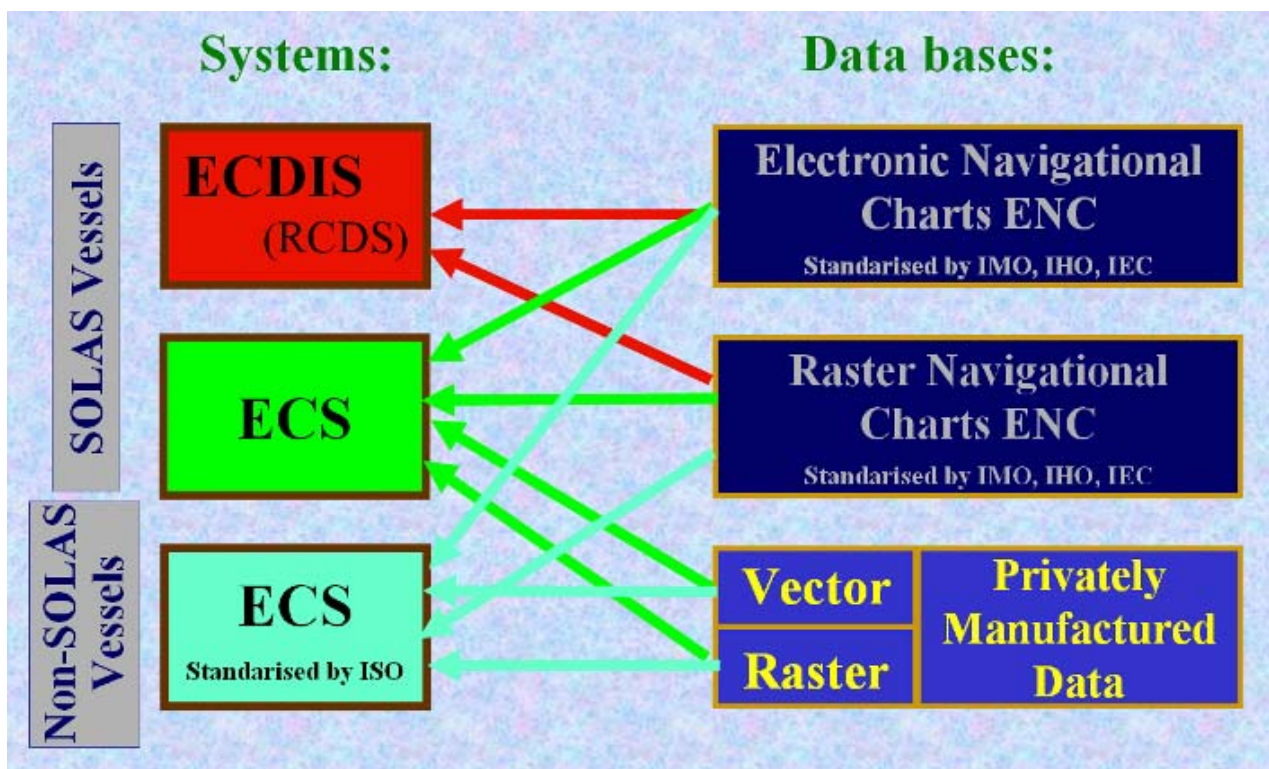 Systems:
Data bases:
SOLAS Vessels
Non-SOLAS
Vessels
ECDIS
(RCDS)
ECS
ECS
Standarised by ISO
Electronic Navigational
Charts ENC
Standarised by IMO, IHO, IEC
Raster Navigational
Charts ENC
Standarised by IMO, IHO, IEC
Vector
Raster
Privately
Manufactured
Data